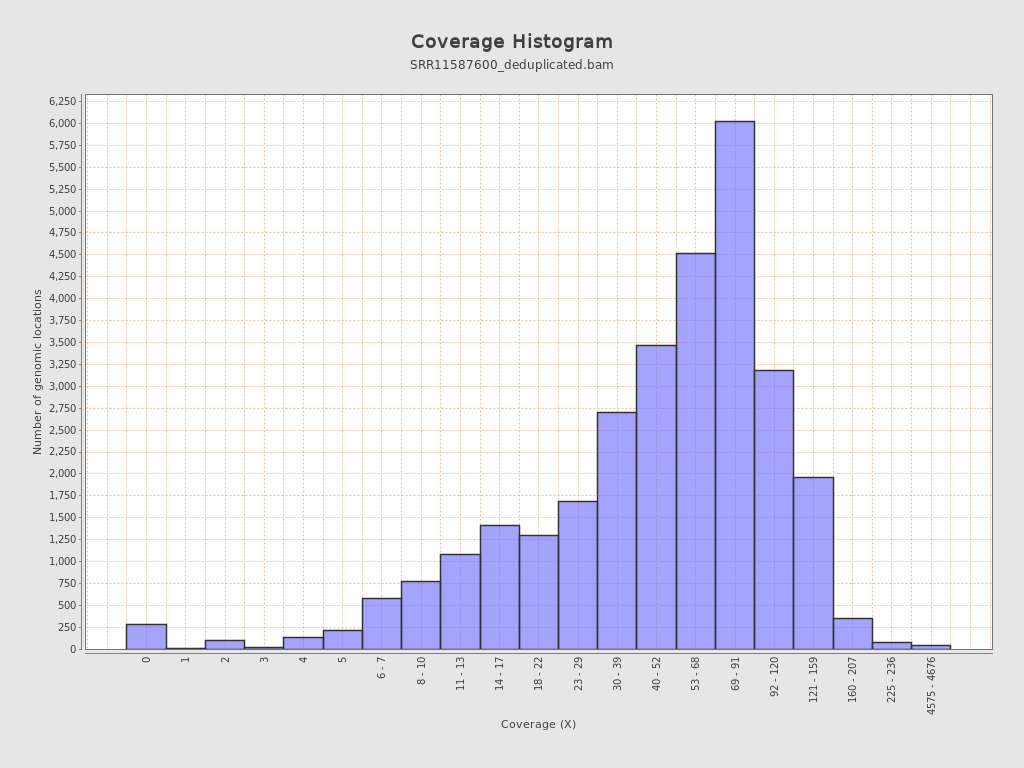 Coverage Histogram
SRR11587600_deduplicated.bam
6,250
6,000
5,750
5,500
5,250
5,000
4,750
4,500
4,250
4,000
3,750
3,500
3,250
3,000
2,750
2,500
2,250
2,000
1,750
1,500
1,250
1,000
750
500
250
0
Number of genomic locations
0
1
2
3
4
5
6 - 7
8 - 10
11 - 13
14 - 17
18 - 22
23 - 29
30 - 39
40 - 52
53 - 68
69 - 91
92 - 120
121 - 159
160 - 207
225 - 236
4575 - 4676
Coverage (X)